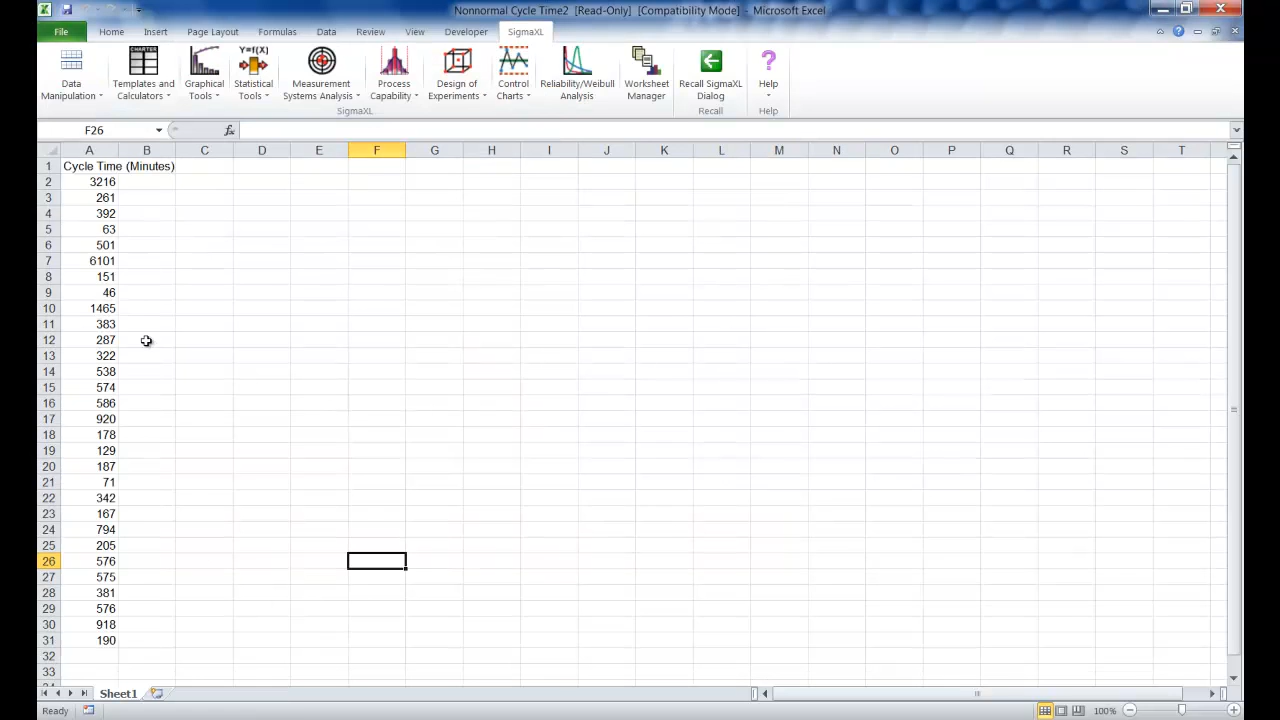 Nonnormal Cycle Time2 [Read-Only] [Compatibility Mode] - Microsoft Excel
File Home Insert Page Layout Formulas Data Review View Developer SigmaXL
Y=f(X)
CHARTER
Data Manipulation
Templates and Calculators
Graphical Tools
Statistical Tools
Measurement Systems Analysis
Process Capability
Design of Experiments
Control Charts
Reliability/Weibull Analysis
Worksheet Manager
Recall SigmaXL Dialog
Help
SigmaXL Recall Help
F26 fx
A B C D E F G H I J K L M N O P Q R S T
1 Cycle Time (Minutes)
2 3216
3 261
4 392
5 63
6 501
7 6101
8 151
9 46
10 1465
11 383
12 287
13 322
14 538
15 574
16 586
17 920
18 178
19 129
20 187
21 71
22 342
23 167
24 794
25 205
26 576
27 575
28 381
29 576
30 918
31 190
32
33
Sheet1
Ready 100%